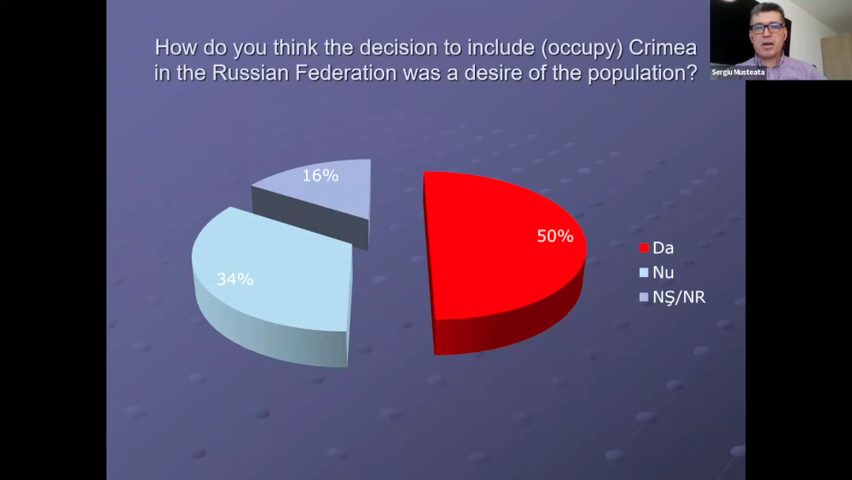 How do you think the decision to include (occupy) Crimea
in the Russian Federation was a desire of the population?
Sergiu Musteata
16%
50%
34%
Da
Nu
NŞ/NR